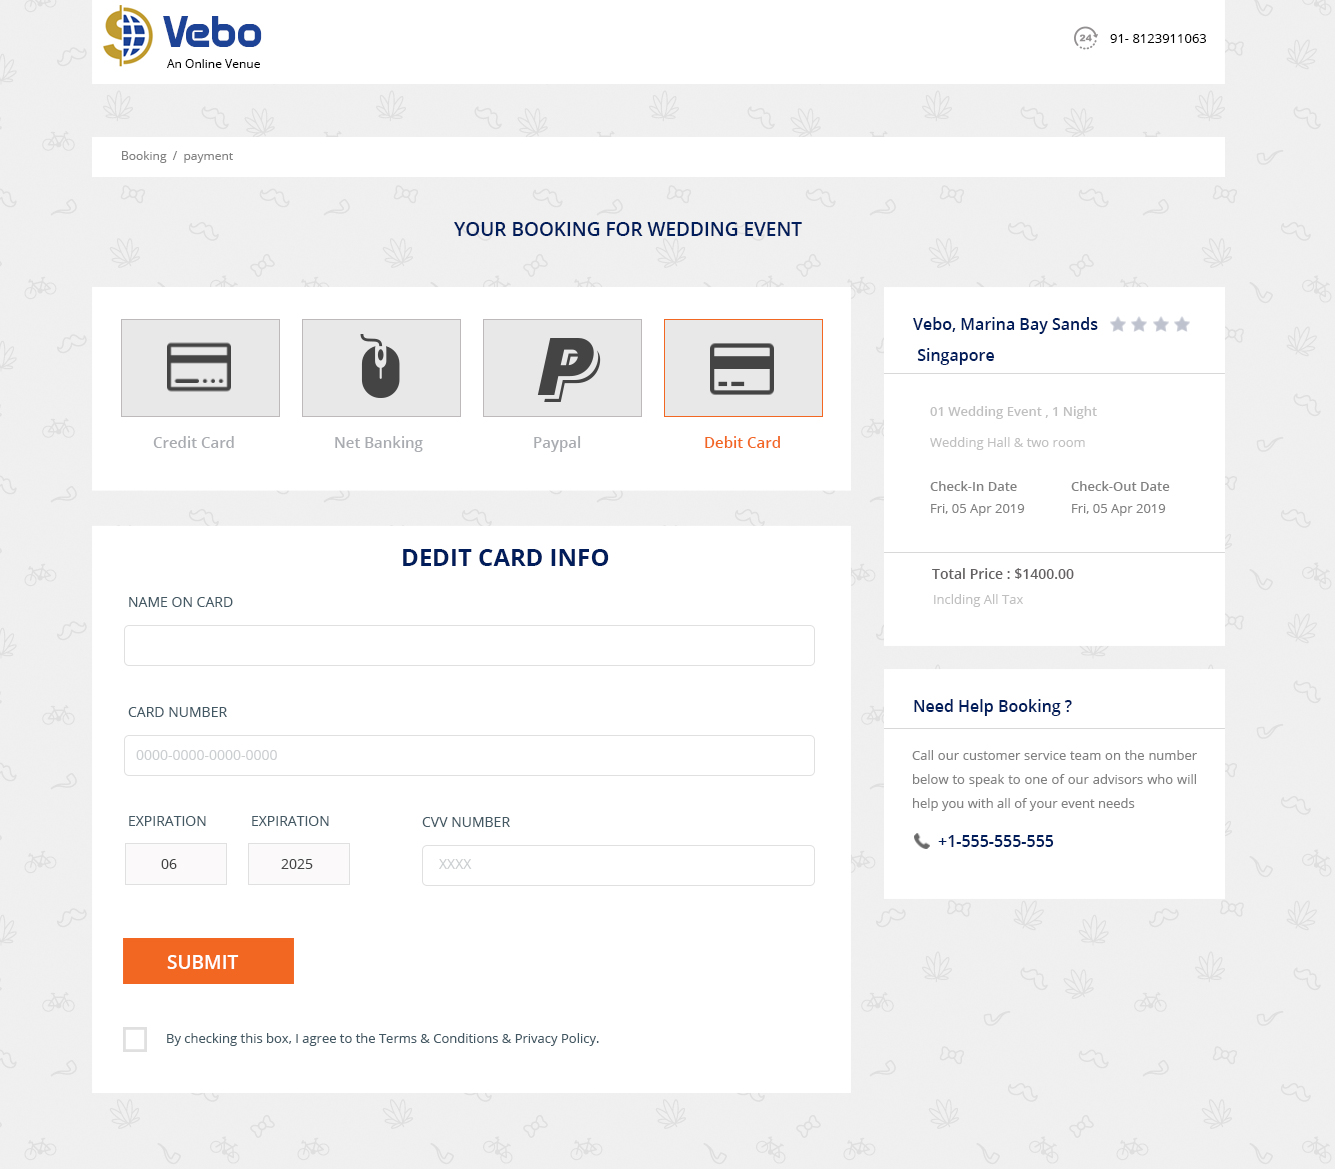 Vebo
An Online Venue
24
91- 8123911063
Booking / payment
YOUR BOOKING FOR WEDDING EVENT
Credit Card
Net Banking
Paypal
Debit Card
DEDIT CARD INFO
NAME ON CARD
CARD NUMBER
0000-0000-0000-0000
EXPIRATION
EXPIRATION
CVV NUMBER
06
2025
XXXX
SUBMIT
By checking this box, I agree to the Terms & Conditions & Privacy Policy.
Vebo, Marina Bay Sands
Singapore
01 Wedding Event , 1 Night
Wedding Hall & two room
Check-In Date
Check-Out Date
Fri, 05 Apr 2019
Fri, 05 Apr 2019
Total Price : $1400.00
Inclding All Tax
Need Help Booking ?
Call our customer service team on the number
below to speak to one of our advisors who will
help you with all of your event needs
+1-555-555-555